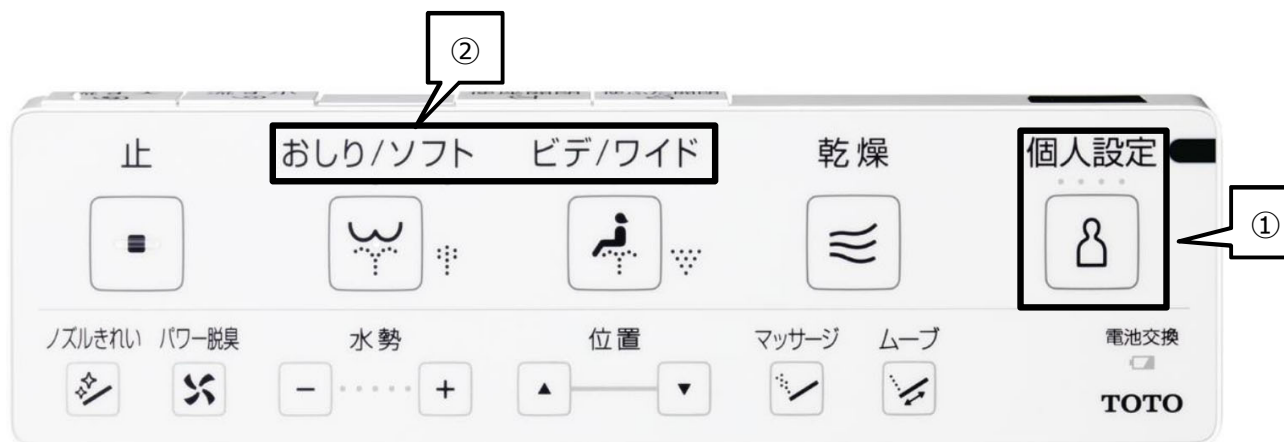 ②
止
おしり/ソフト
ビデ/ワイド
乾燥
個人設定
①
ノズルきれい
パワー脱臭
水勢
位置
マッサージ
ムーブ
電池交換
TOTO